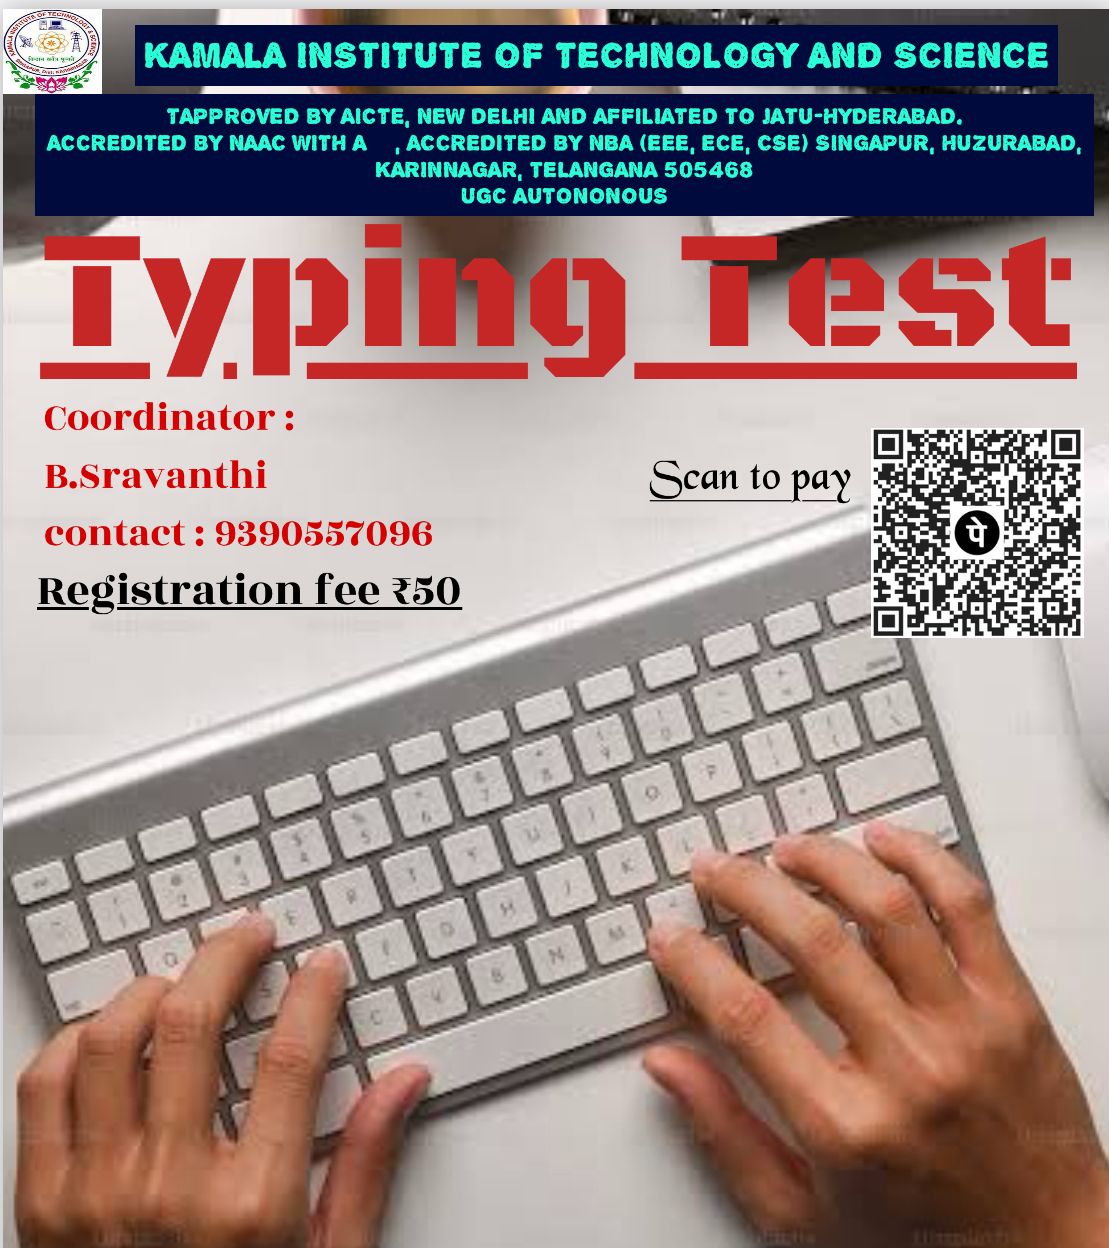 KAMALA INSTITUTE OF TECHNOLOGY AND SCIENCE
TAPPROVED BY AICTE, NEW DELHI AND AFFILIATED TO JATU-HYDERABAD.
ACCREDITED BY NAAC WITH A , ACCREDITED BY NBA (EEE, ECE, CSE) SINGAPUR, HUZURABAD,
KARINNAGAR, TELANGANA 505468
UGC AUTONONOUS
Typing Test
Coordinator :
B.Sravanthi
contact : 9390557096
Registration fee ₹50
Scan to pay
पे